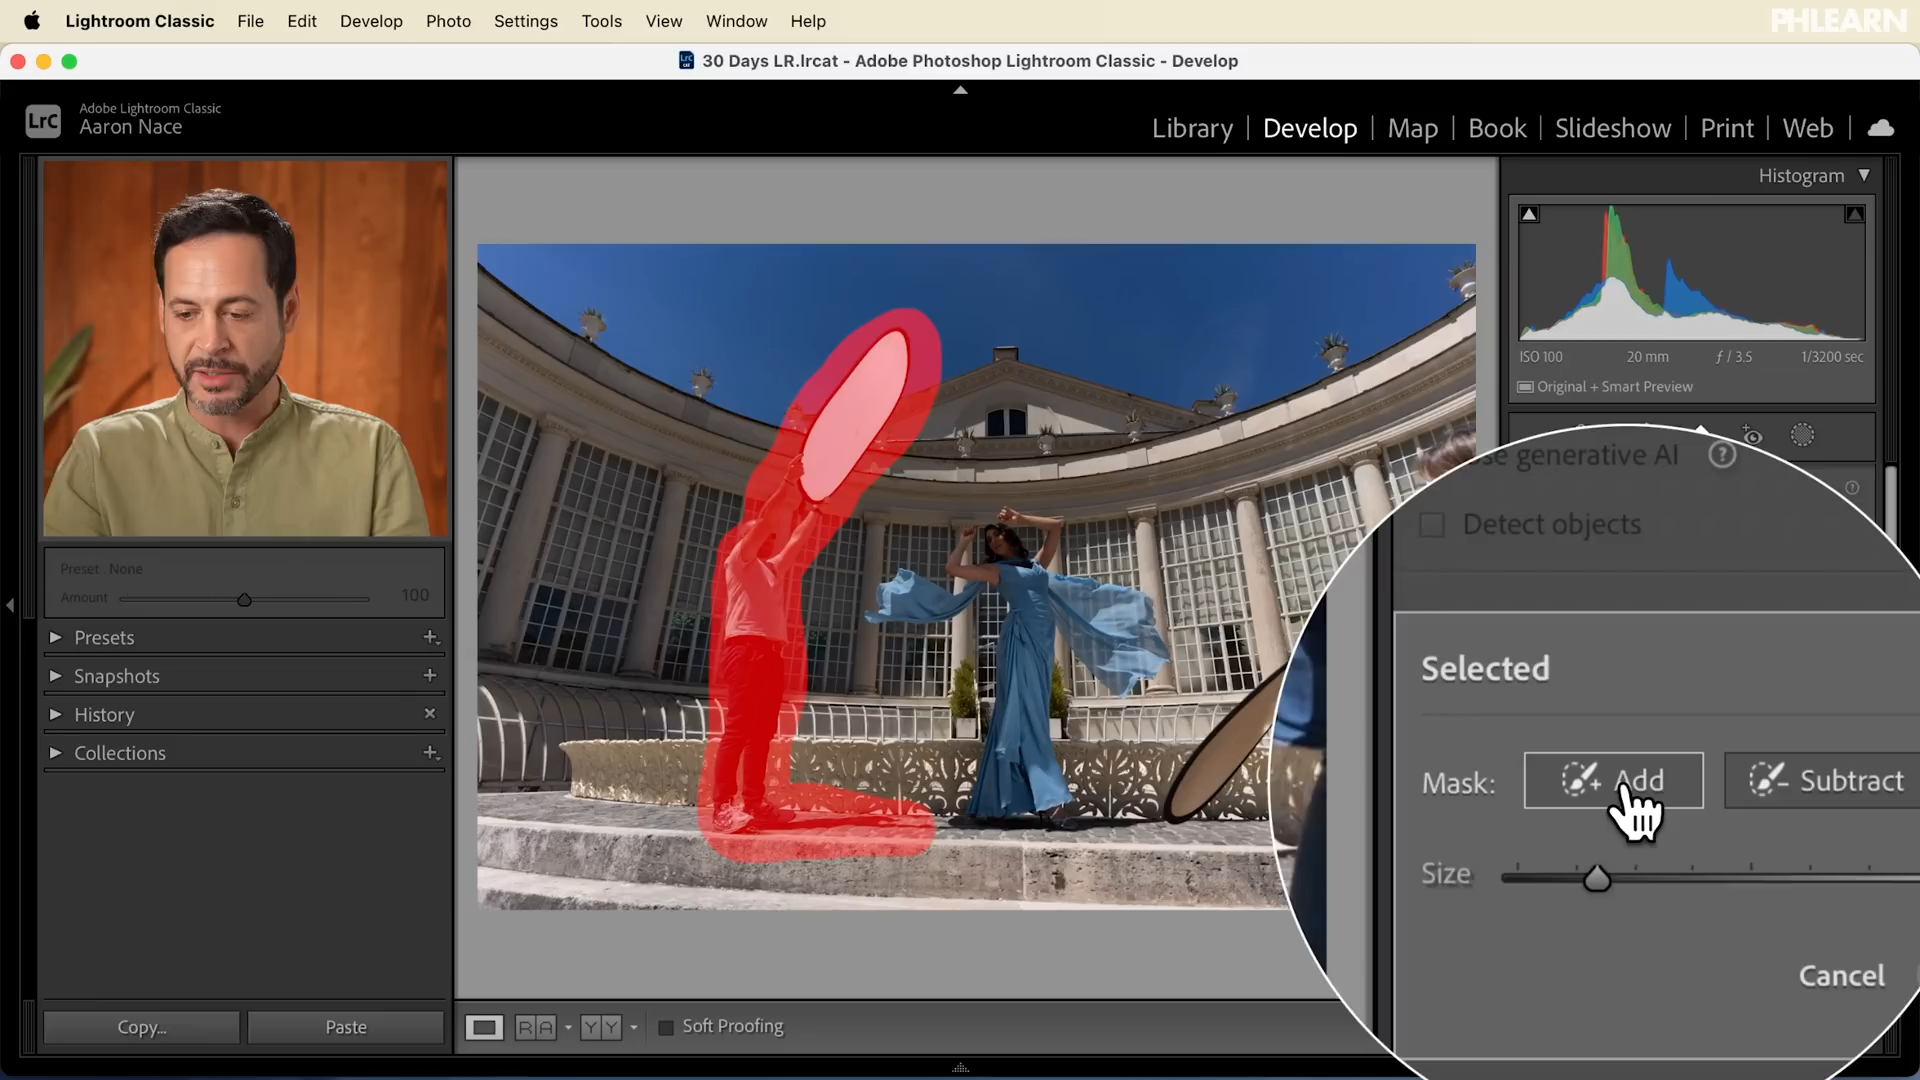 Lightroom Classic File Edit Develop Photo Settings Tools View Window Help
PHLEARN
30 Days LR.lrcat - Adobe Photoshop Lightroom Classic - Develop
LrC
Adobe Lightroom Classic
Aaron Nace
Library | Develop | Map | Book | Slideshow | Print | Web
Histogram
ISO 100 20 mm ƒ / 3.5 1/3200 sec
Original + Smart Preview
generative AI
Detect objects
Selected
Mask: Add Subtract
Size
Cancel
Preset : None
Amount 100
Presets
Snapshots
History
Collections
Copy... Paste
RA YY Soft Proofing